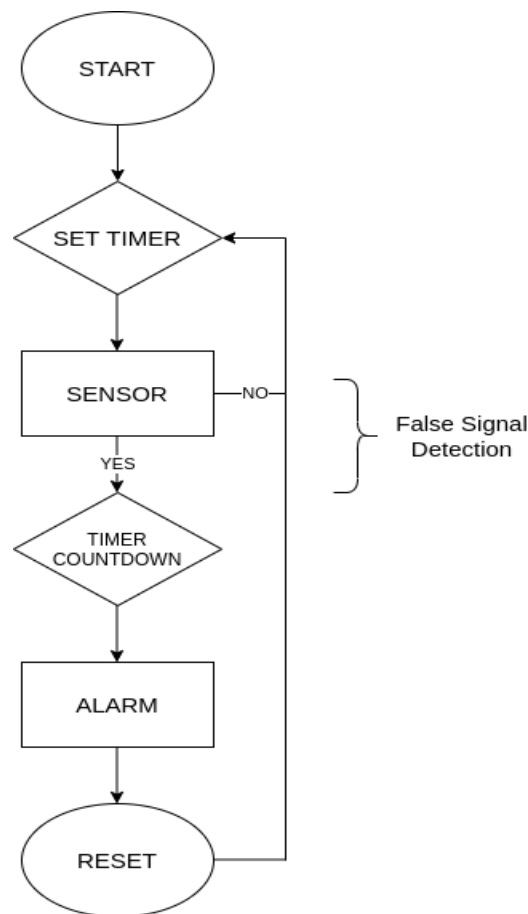 START
SET TIMER
SENSOR
NO
False Signal
Detection
YES
TIMER
COUNTDOWN
ALARM
RESET